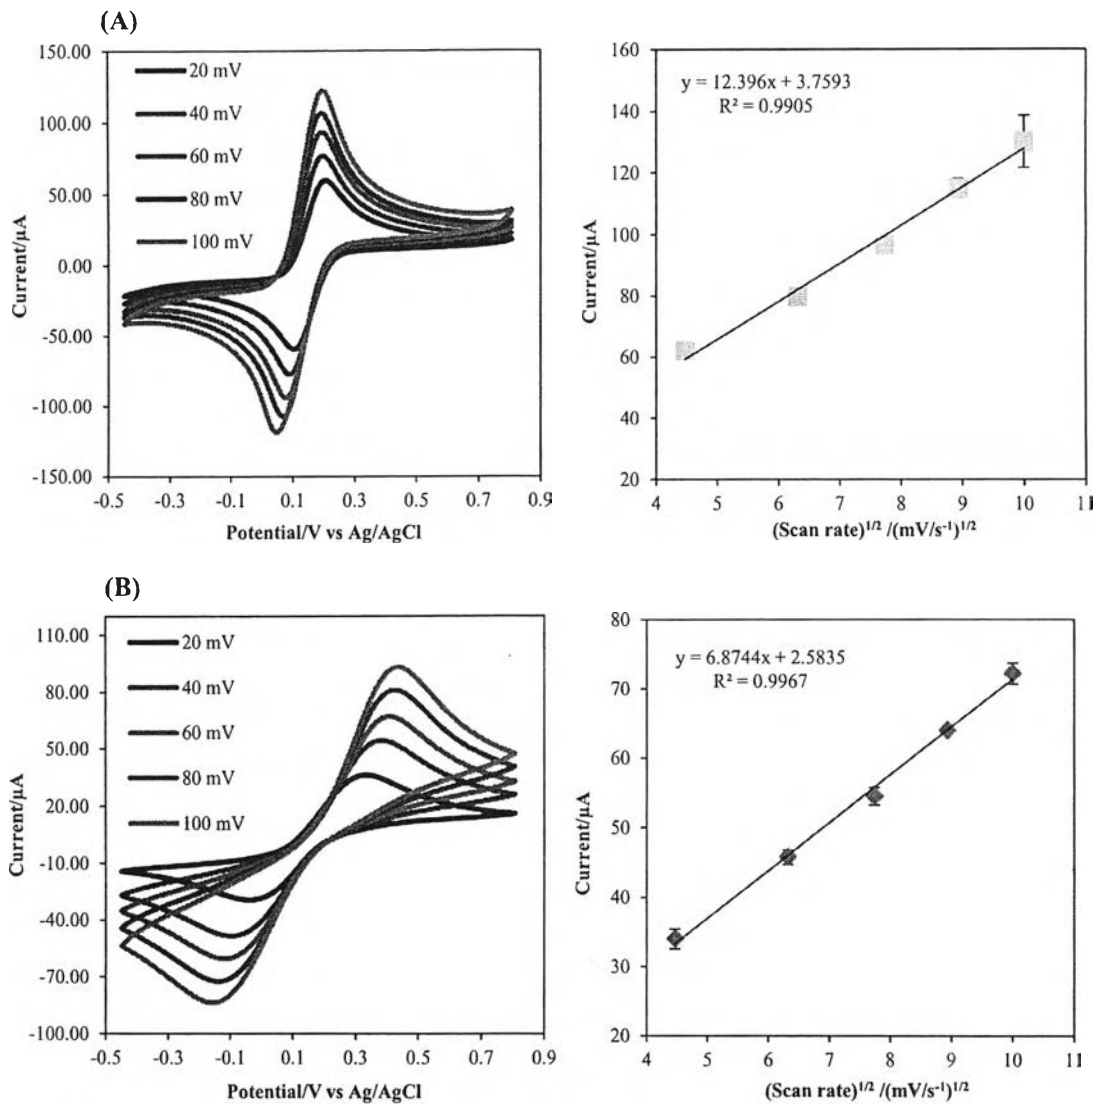 (A)
150.00
100.00
50.00
0.00
-50.00
-100.00
-150.00
Current/µA
20 mV
40 mV
60 mV
80 mV
100 mV
-0.5 -0.3 -0.1 0.1 0.3 0.5 0.7 0.9
Potential/V vs Ag/AgCl
160
140
120
100
80
60
40
20
Current/µA
y = 12.396x + 3.7593
R² = 0.9905
4 5 6 7 8 9 10 11
(Scan rate)¹/² /(mV/s⁻¹)¹/²
(B)
110.00
80.00
50.00
20.00
-10.00
-40.00
-70.00
-100.00
Current/µA
20 mV
40 mV
60 mV
80 mV
100 mV
-0.5 -0.3 -0.1 0.1 0.3 0.5 0.7 0.9
Potential/V vs Ag/AgCl
80
70
60
50
40
30
20
Current/µA
y = 6.8744x + 2.5835
R² = 0.9967
4 5 6 7 8 9 10 11
(Scan rate)¹/² /(mV/s⁻¹)¹/²